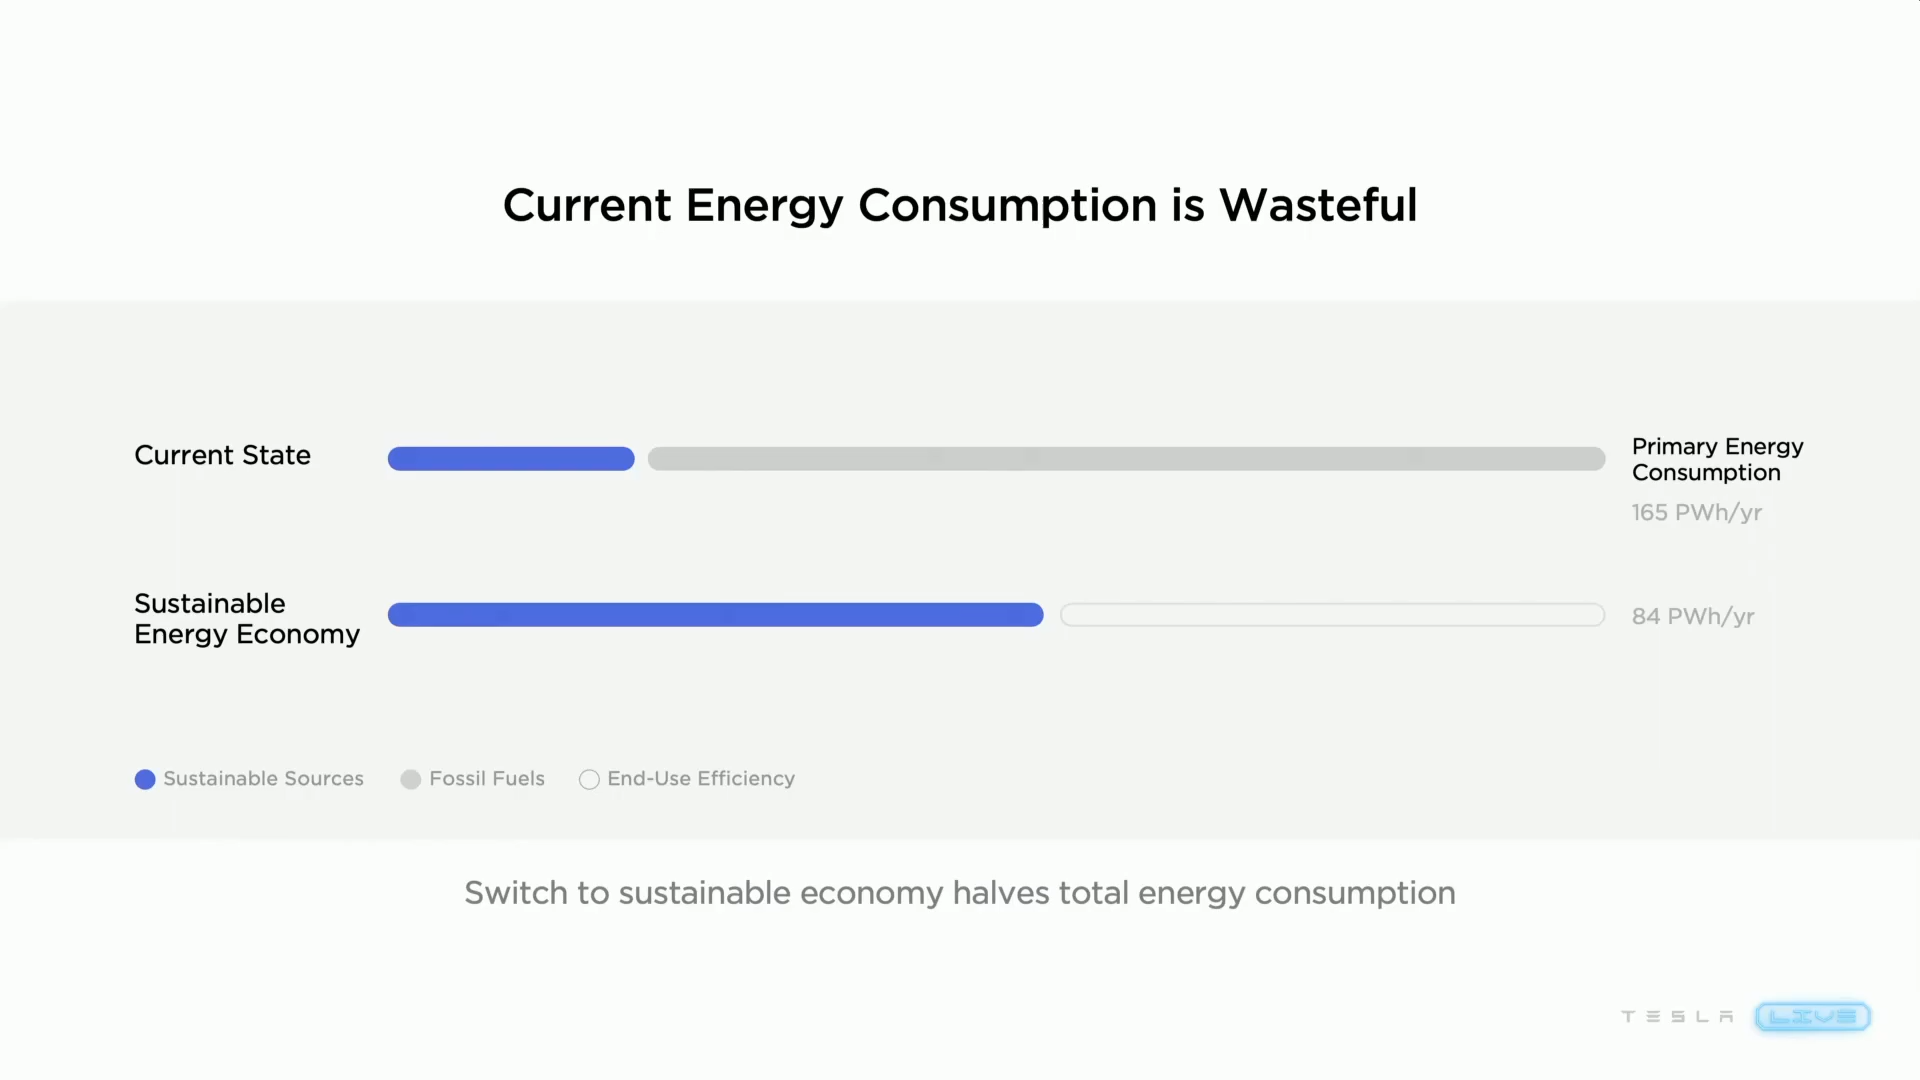 Current Energy Consumption is Wasteful
Current State
Primary Energy
Consumption
165 PWh/yr
Sustainable
Energy Economy
84 PWh/yr
Sustainable Sources
Fossil Fuels
End-Use Efficiency
Switch to sustainable economy halves total energy consumption
TESLA LIVE